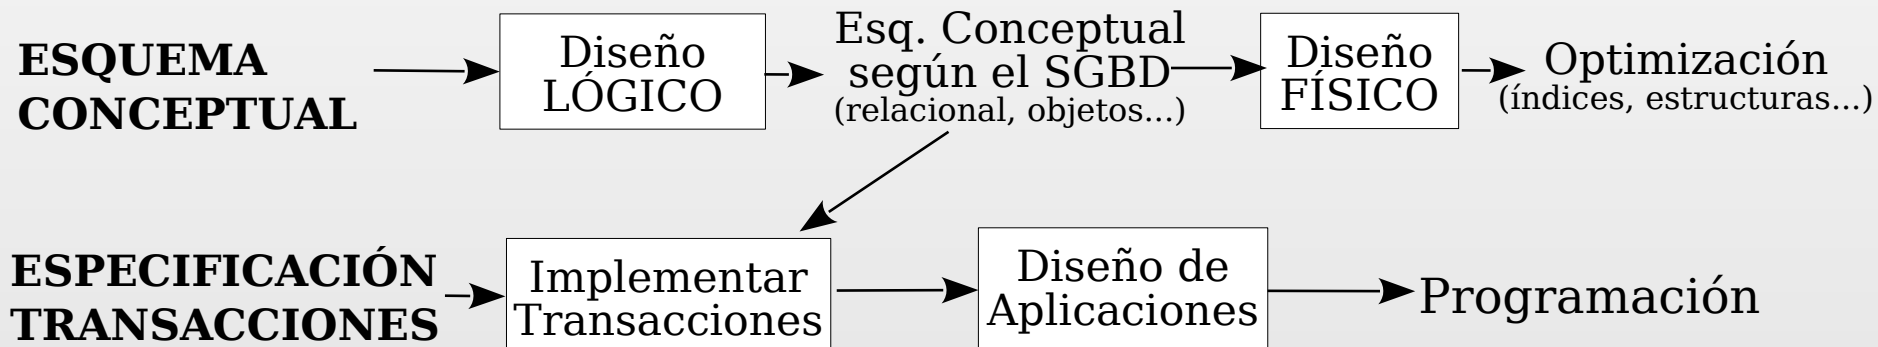 ESQUEMA
CONCEPTUAL
Diseño
LÓGICO
Esq. Conceptual
según el SGBD
(relacional, objetos...)
Diseño
FÍSICO
Optimización
(índices, estructuras...)
ESPECIFICACIÓN
TRANSACCIONES
Implementar
Transacciones
Diseño de
Aplicaciones
Programación